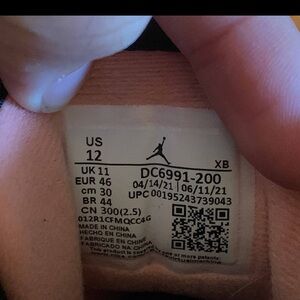 US
12
XB
UK 11
DC6991-200
EUR 46
04/14/21 06/11/21
cm 30
UPC 00195243739043
BR 44
CN 300(2.5)
012R1CFMQCC4G
MADE IN CHINA
HECHO EN CHINA
FABRIQUE EN CHINE
FABRICADO NA CHINA